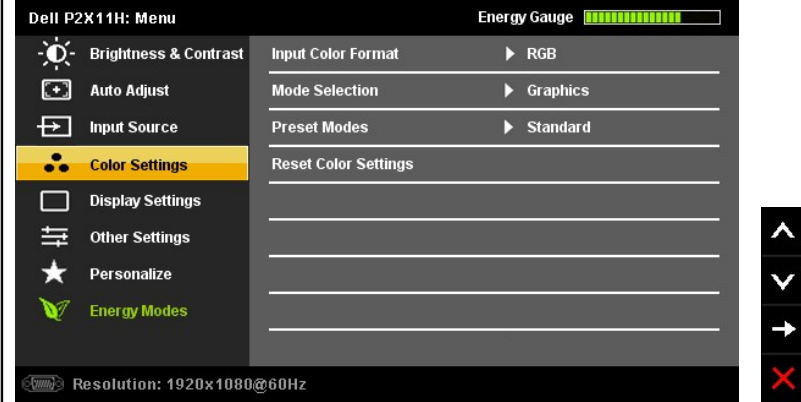 Dell P2X11H: Menu Energy Gauge
Brightness & Contrast Input Color Format RGB
Auto Adjust Mode Selection Graphics
Input Source Preset Modes Standard
Color Settings Reset Color Settings
Display Settings
Other Settings
Personalize
Energy Modes
Resolution: 1920x1080@60Hz